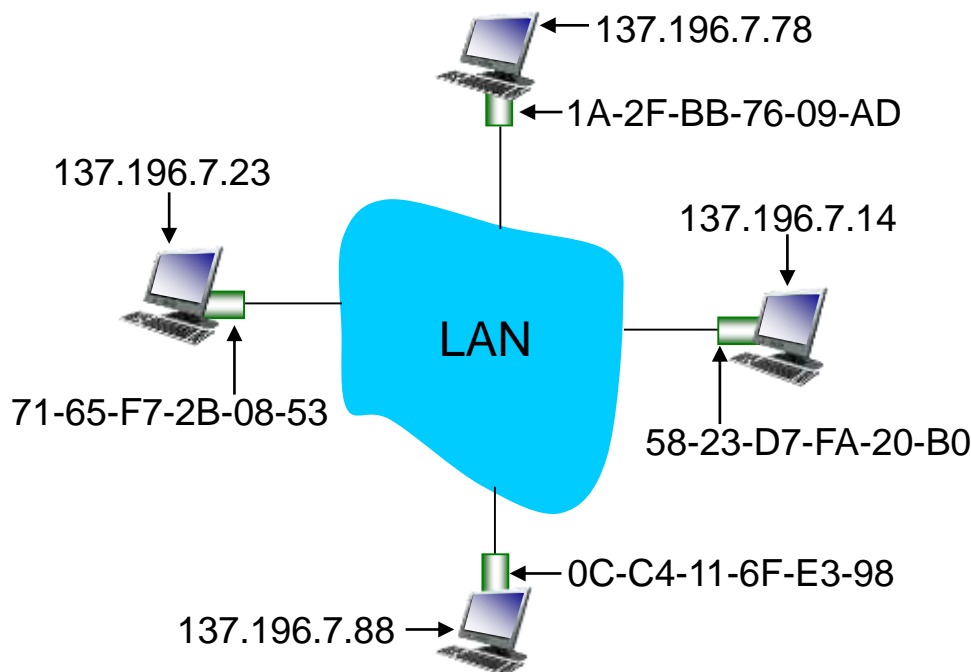 137.196.7.78
1A-2F-BB-76-09-AD
137.196.7.23
137.196.7.14
LAN
71-65-F7-2B-08-53
58-23-D7-FA-20-B0
0C-C4-11-6F-E3-98
137.196.7.88